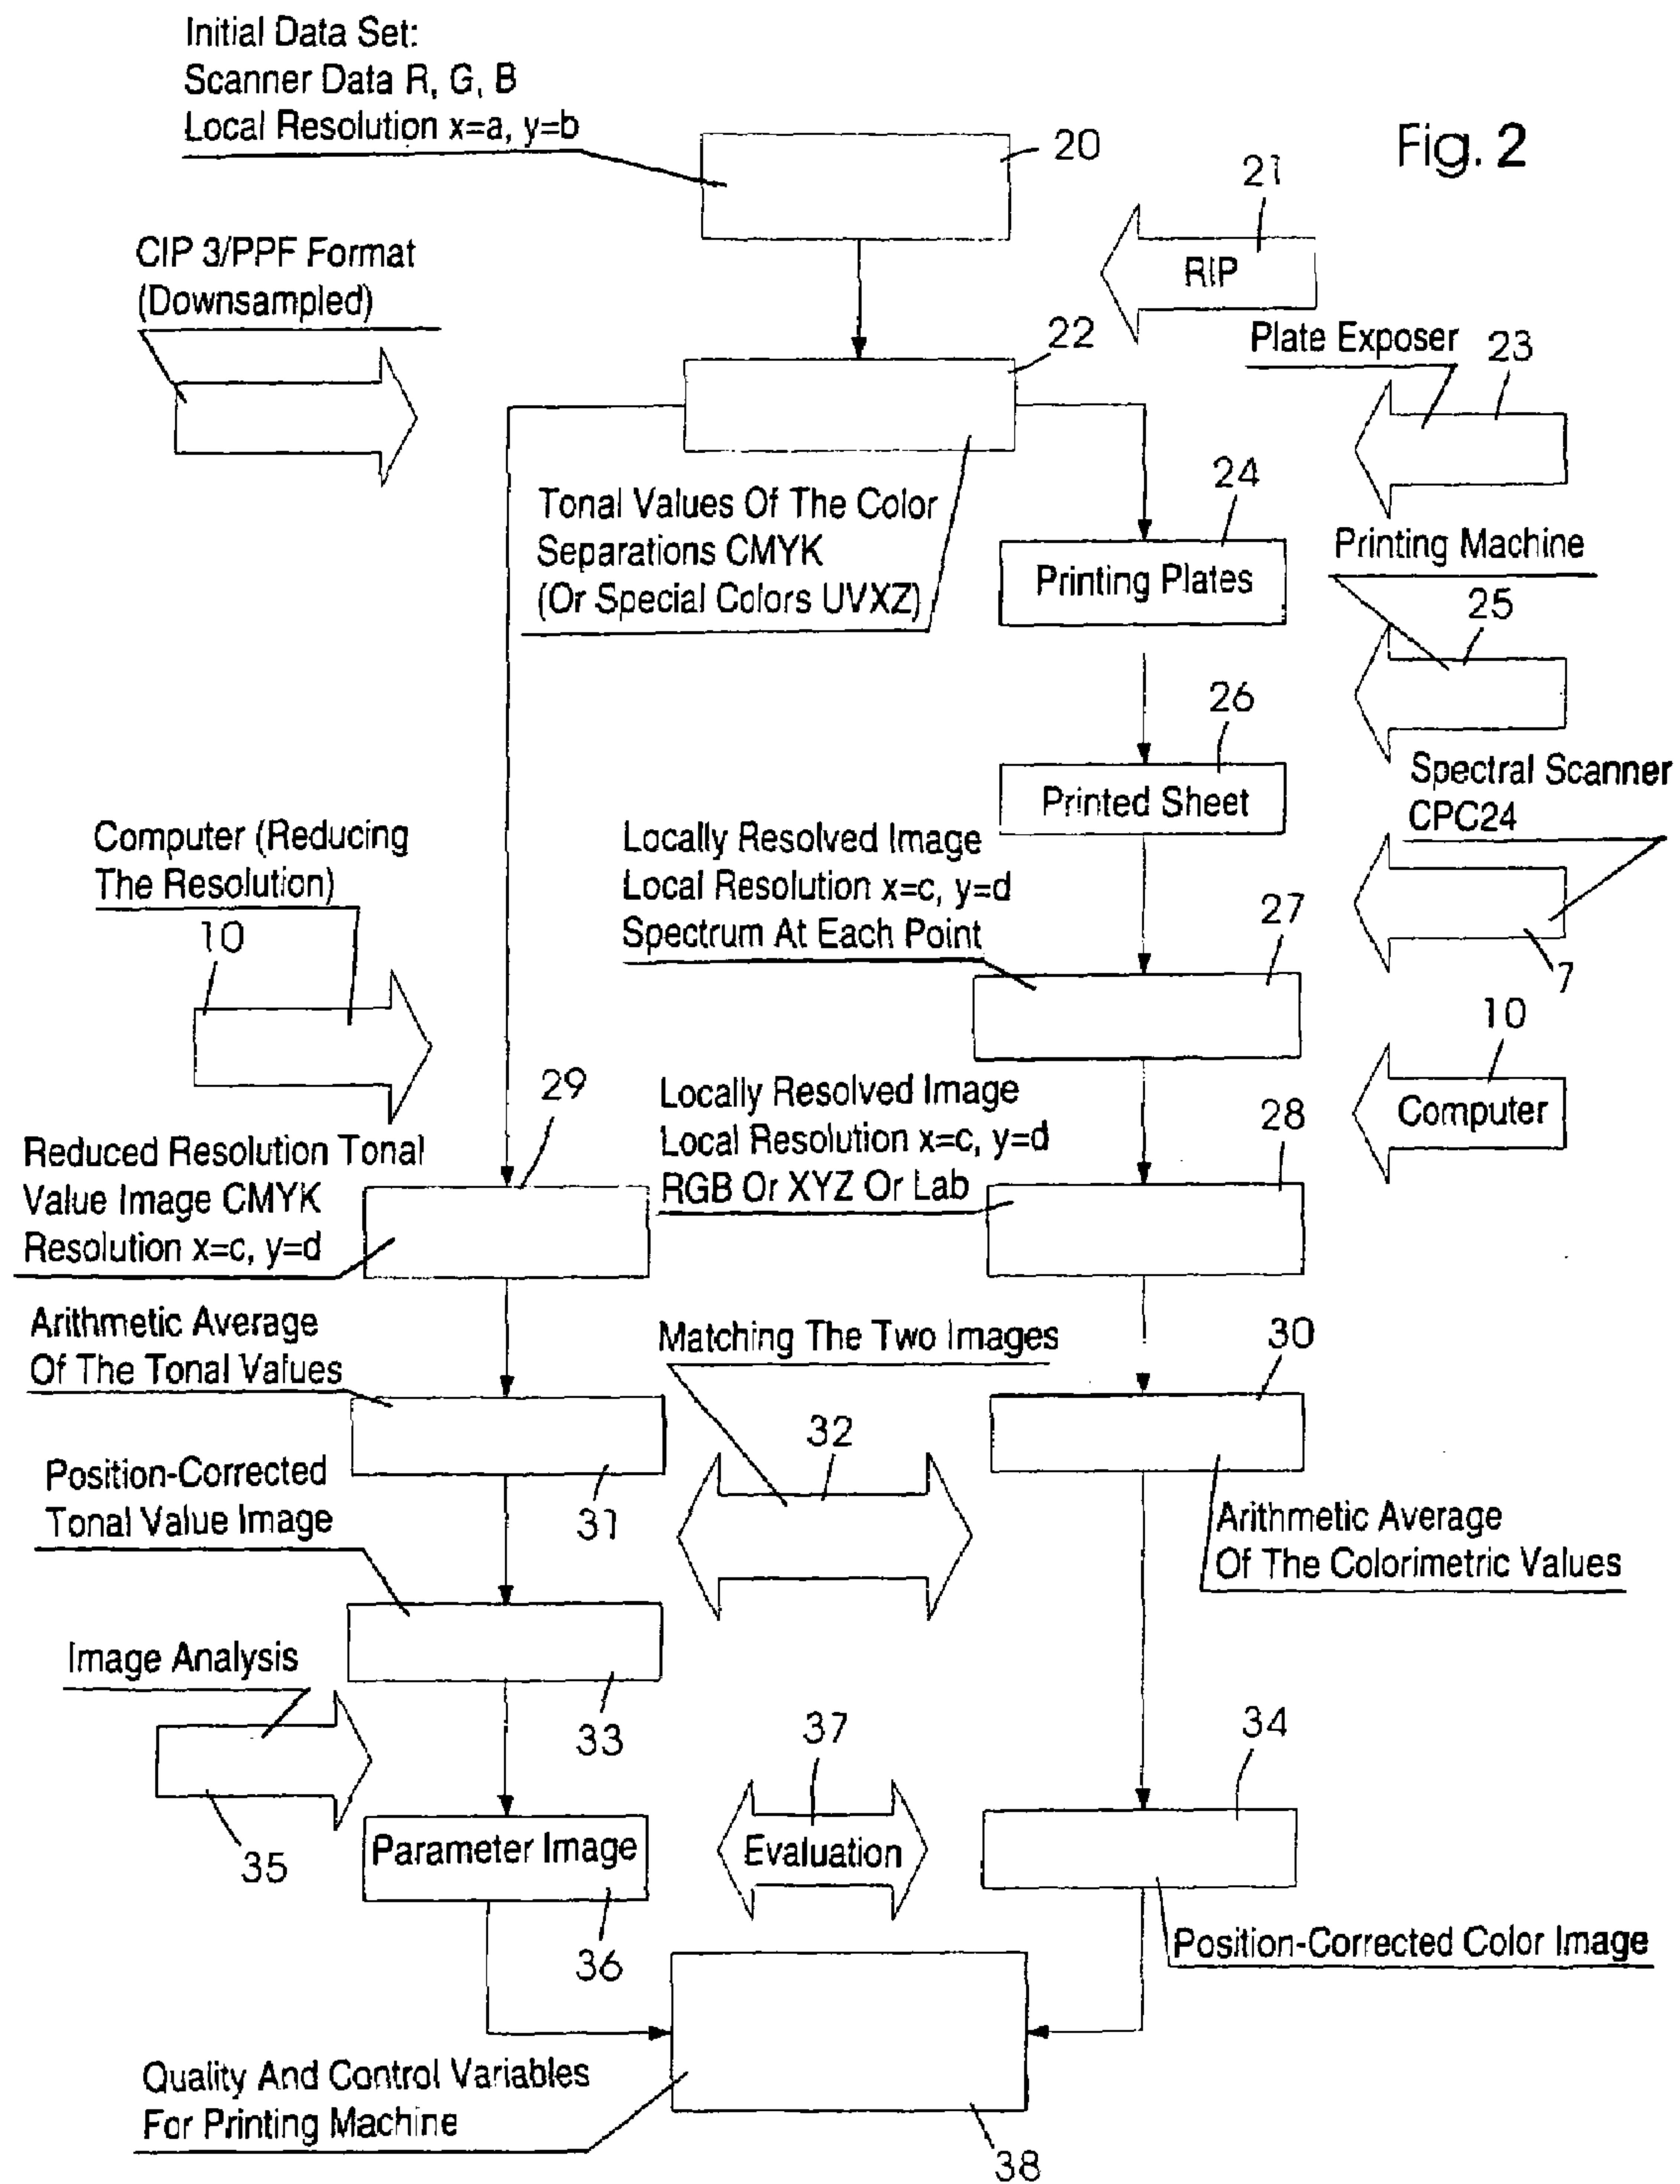 Initial Data Set:
Scanner Data R, G, B
Local Resolution x=a, y=b
20
Fig. 2
21
RIP
CIP 3/PPF Format
(Downsampled)
22
Plate Exposer
23
Tonal Values Of The Color
Separations CMYK
(Or Special Colors UVXZ)
24
Printing Plates
Printing Machine
25
26
Printed Sheet
Spectral Scanner
CPC24
7
Computer (Reducing
The Resolution)
10
Locally Resolved Image
Local Resolution x=c, y=d
Spectrum At Each Point
27
10
Computer
29
Reduced Resolution Tonal
Value Image CMYK
Resolution x=c, y=d
Locally Resolved Image
Local Resolution x=c, y=d
RGB Or XYZ Or Lab
28
Arithmetic Average
Of The Tonal Values
31
Matching The Two Images
32
30
Arithmetic Average
Of The Colorimetric Values
Position-Corrected
Tonal Value Image
33
Image Analysis
35
37
Evaluation
34
Parameter Image
36
Position-Corrected Color Image
Quality And Control Variables
For Printing Machine
38